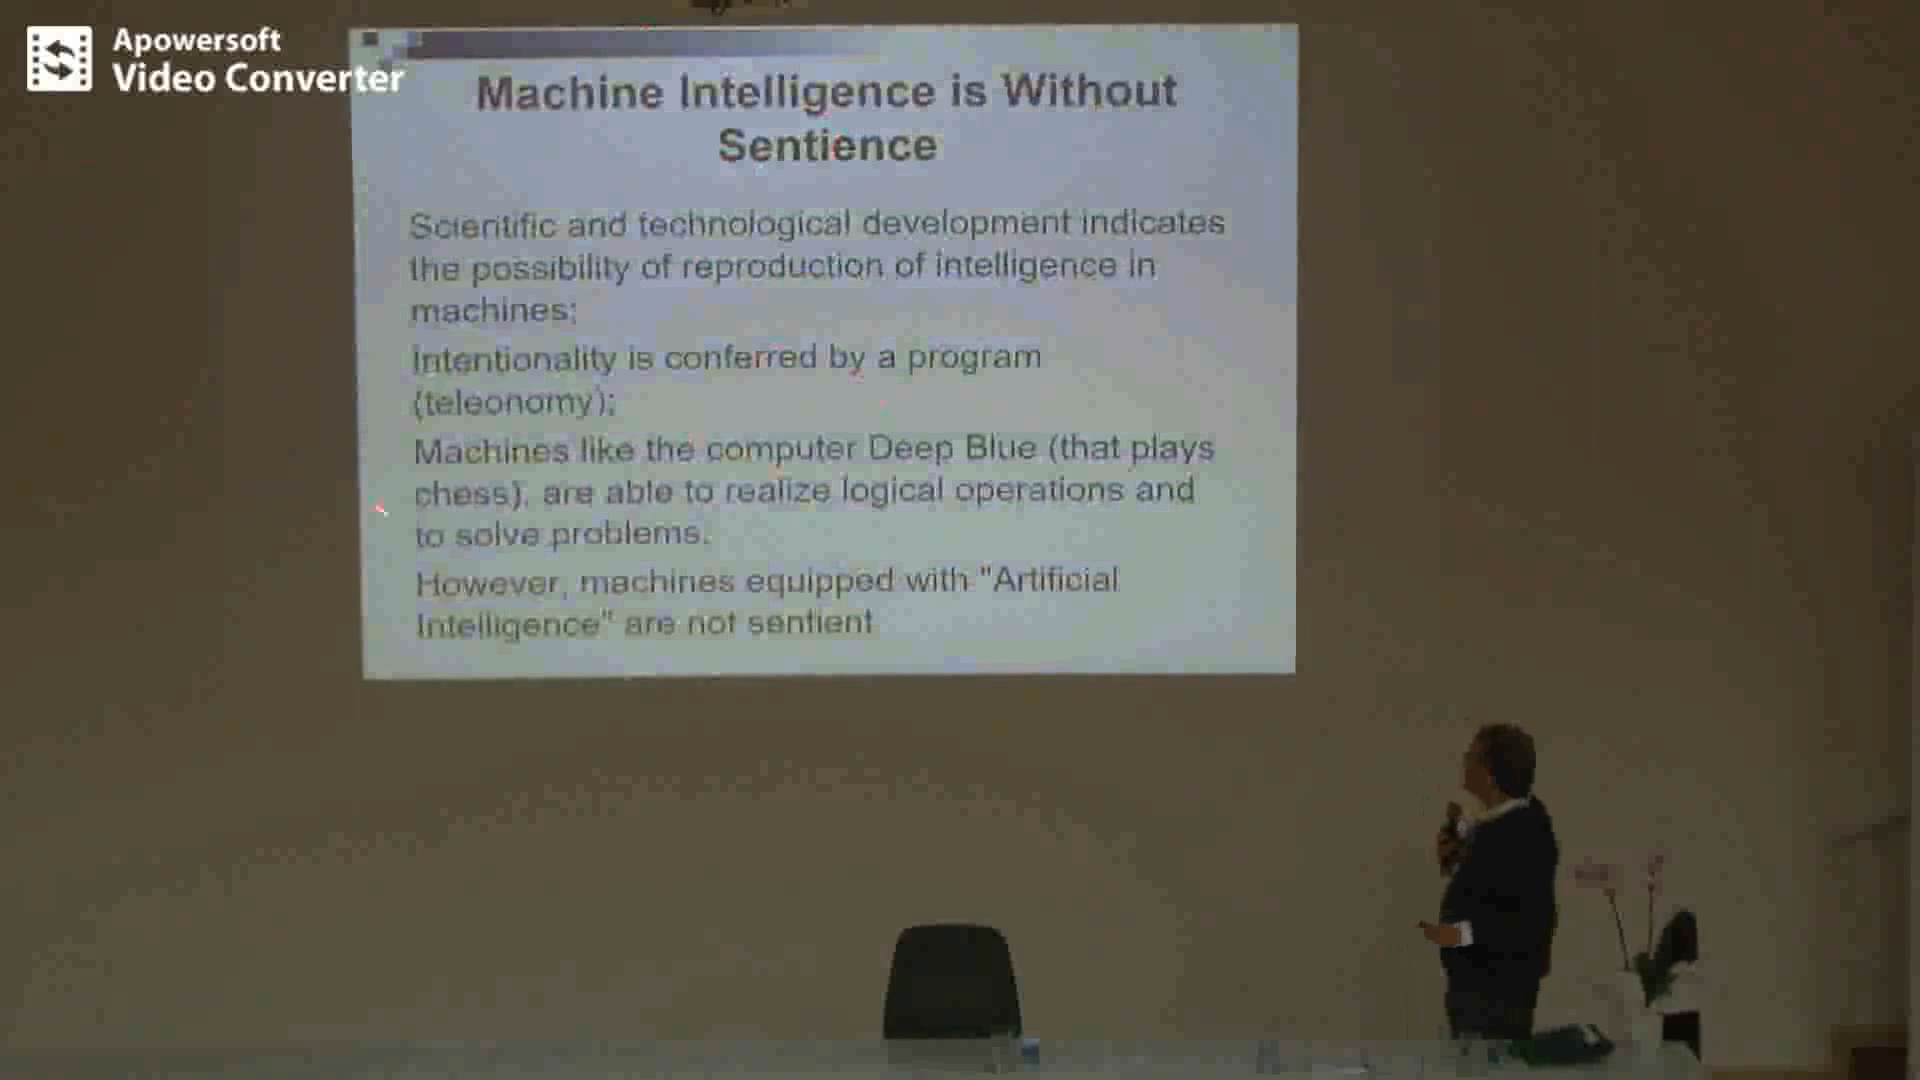 Apowersoft
Video Converter
Machine Intelligence is Without
Sentience
Scientific and technological development indicates
the possibility of reproduction of intelligence in
machines;
Intentionality is conferred by a program
(teleonomy);
Machines like the computer Deep Blue (that plays
chess), are able to realize logical operations and
to solve problems.
However, machines equipped with "Artificial
Intelligence" are not sentient